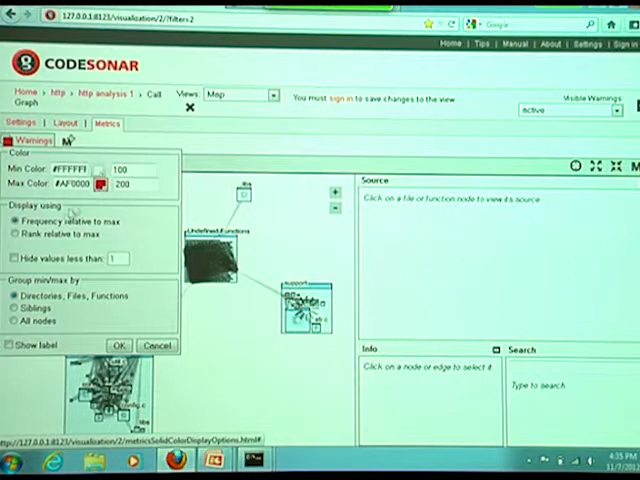 127.0.0.1:8123/visualization/2/?filter=2
Google
Home | Tips | Manual | About | Settings | Sign in
CODESONAR
Home › http › http analysis 1 › Call Graph
Views: Map
You must sign in to save changes to the view
Visible Warnings:
active
Settings | Layout | Metrics
Warnings M
Color
Min Color: #FFFFFF 100
Max Color: #AF0000 200
Display using
Frequency relative to max
Rank relative to max
Hide values less than: 1
Group min/max by
Directories, Files, Functions
Siblings
All nodes
Show label OK Cancel
libs
Undefined Functions
support
Source
Click on a file or function node to view its source
Info
Click on a node or edge to select it
Search
Type to search
http://127.0.0.1:8123/visualization/2/metricsSolidColorDisplayOptions.html#
4:35 PM
11/7/2012